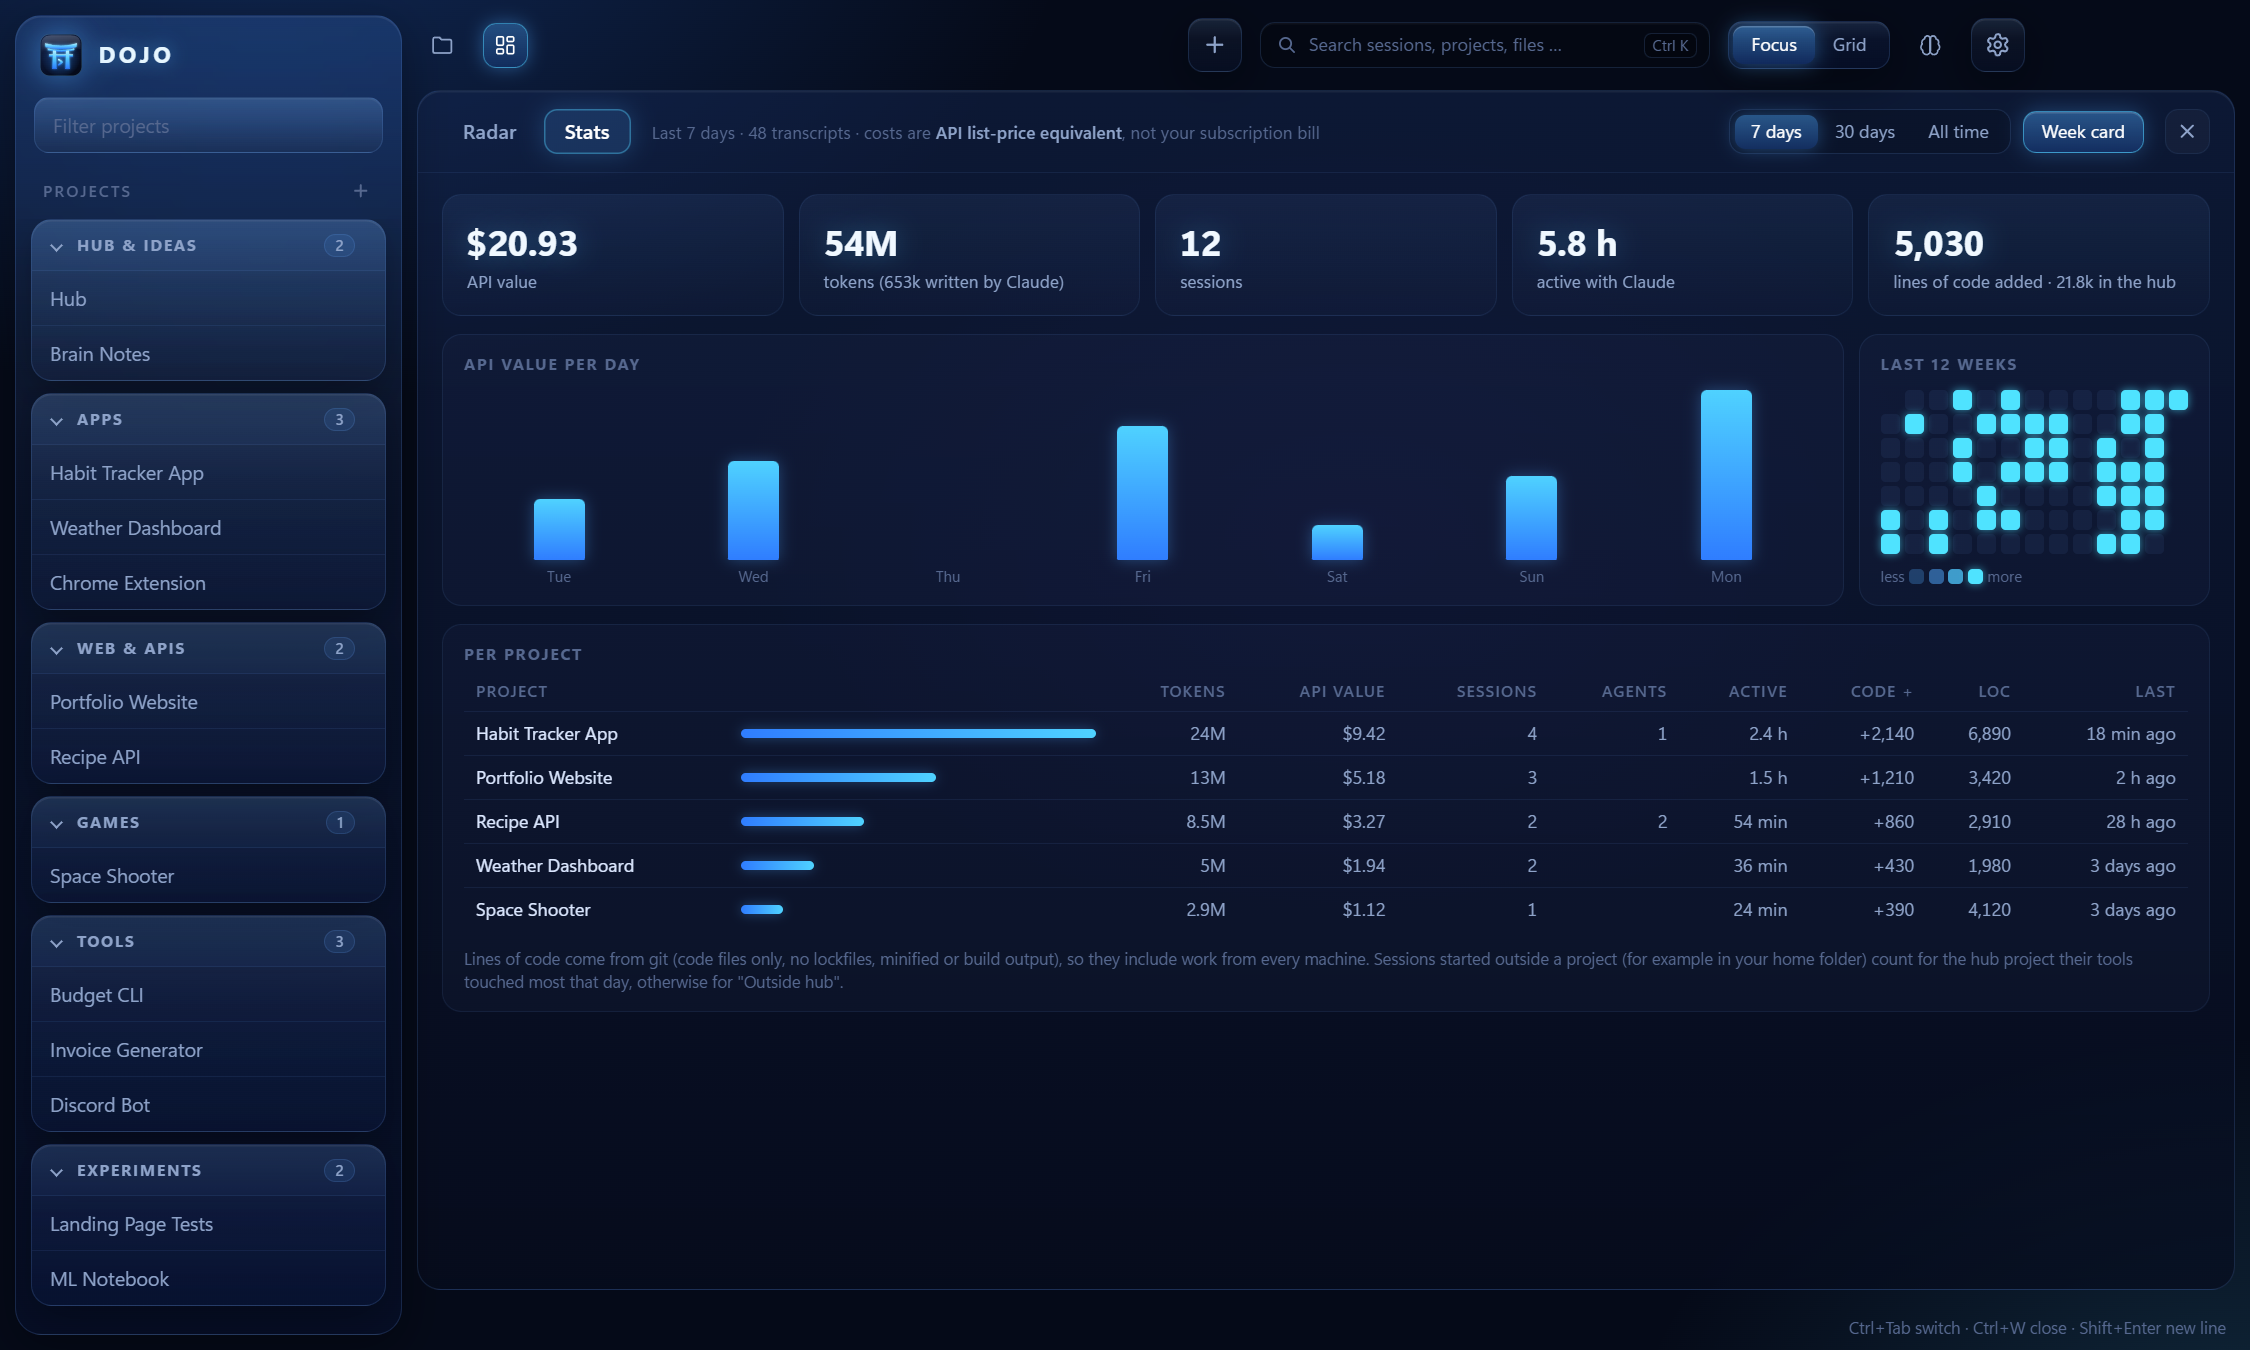 DOJO
Filter projects
PROJECTS +
HUB & IDEAS 2
Hub
Brain Notes
APPS 3
Habit Tracker App
Weather Dashboard
Chrome Extension
WEB & APIS 2
Portfolio Website
Recipe API
GAMES 1
Space Shooter
TOOLS 3
Budget CLI
Invoice Generator
Discord Bot
EXPERIMENTS 2
Landing Page Tests
ML Notebook
Search sessions, projects, files ... Ctrl K
Focus Grid
Radar Stats Last 7 days · 48 transcripts · costs are API list-price equivalent, not your subscription bill
7 days 30 days All time Week card
$20.93
API value
54M
tokens (653k written by Claude)
12
sessions
5.8 h
active with Claude
5,030
lines of code added · 21.8k in the hub
API VALUE PER DAY
Tue Wed Thu Fri Sat Sun Mon
LAST 12 WEEKS
less more
PER PROJECT
PROJECT TOKENS API VALUE SESSIONS AGENTS ACTIVE CODE + LOC LAST
Habit Tracker App 24M $9.42 4 1 2.4 h +2,140 6,890 18 min ago
Portfolio Website 13M $5.18 3 1.5 h +1,210 3,420 2 h ago
Recipe API 8.5M $3.27 2 2 54 min +860 2,910 28 h ago
Weather Dashboard 5M $1.94 2 36 min +430 1,980 3 days ago
Space Shooter 2.9M $1.12 1 24 min +390 4,120 3 days ago
Lines of code come from git (code files only, no lockfiles, minified or build output), so they include work from every machine. Sessions started outside a project (for example in your home folder) count for the hub project their tools
touched most that day, otherwise for "Outside hub".
Ctrl+Tab switch · Ctrl+W close · Shift+Enter new line